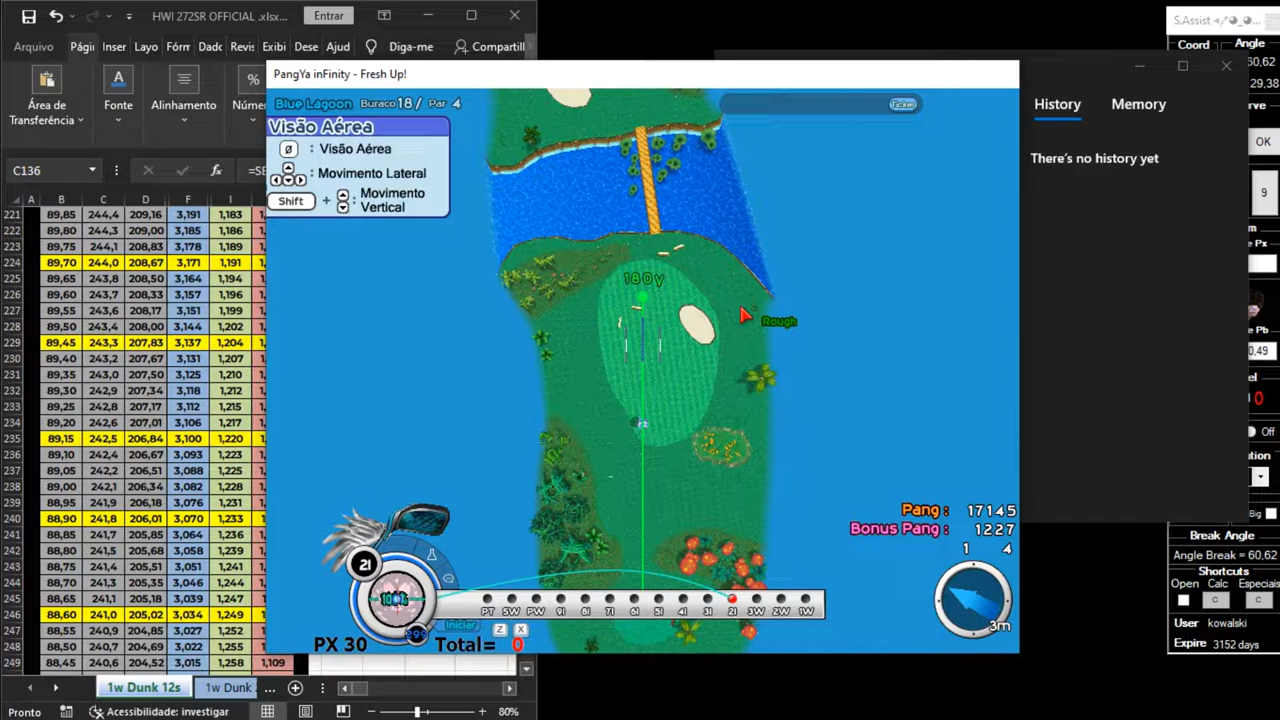 HWI 272SR OFFICIAL .xlsx...
Entrar
Arquivo Pági Inser Layo Fórm Dado Revis Exibi Dese Ajud Diga-me Compartil
Área de
Transferência
Fonte
Alinhamento
Núme
C136
=SE
A B C D F I
221 89,85 244,4 209,16 3,191 1,183
222 89,80 244,3 209,00 3,185 1,186
223 89,75 244,1 208,83 3,178 1,189
224 89,70 244,0 208,67 3,171 1,191
225 89,65 243,8 208,50 3,164 1,194
226 89,60 243,7 208,33 3,157 1,196
227 89,55 243,6 208,17 3,151 1,199
228 89,50 243,4 208,00 3,144 1,202
229 89,45 243,3 207,83 3,137 1,204
230 89,40 243,2 207,67 3,131 1,207
231 89,35 243,0 207,50 3,125 1,210
232 89,30 242,9 207,34 3,118 1,212
233 89,25 242,8 207,17 3,112 1,215
234 89,20 242,6 207,01 3,106 1,217
235 89,15 242,5 206,84 3,100 1,220
236 89,10 242,4 206,67 3,093 1,223
237 89,05 242,2 206,51 3,088 1,225
238 89,00 242,1 206,34 3,082 1,228
239 88,95 241,9 206,18 3,076 1,231
240 88,90 241,8 206,01 3,070 1,233
241 88,85 241,7 205,85 3,064 1,236
242 88,80 241,5 205,68 3,058 1,239
243 88,75 241,4 205,51 3,051 1,241
244 88,70 241,3 205,35 3,046 1,244
245 88,65 241,1 205,18 3,039 1,247
246 88,60 241,0 205,02 3,034 1,249
247 88,55 240,9 204,85 3,027 1,252
248 88,50 240,7 204,69 3,022 1,255
249 88,45 240,6 204,52 3,015 1,258 1,109
1w Dunk 12s
1w Dunk
Pronto
Acessibilidade: investigar
80%
PangYa inFinity - Fresh Up!
Blue Lagoon Buraco 18 / Par 4
Visão Aérea
Ø : Visão Aérea
: Movimento Lateral
Shift + : Movimento
Vertical
Ticker
180y
Rough
Pang : 17145
Bonus Pang : 1227
1 4
3m
21
299
Iniciar Z X
PX 30 Total= 0
PT SW PW 9I 8I 7I 6I 5I 4I 3I 2I 3W 2W 1W
History
Memory
There's no history yet
S.Assist
Coord Angle
60,62
29,38
OK
9
Px
Pb
0,49
0
Off
Big
Break Angle
Angle Break = 60,62
Shortcuts
Open Calc Especiais
C C
User kowalski
Expire 3152 days